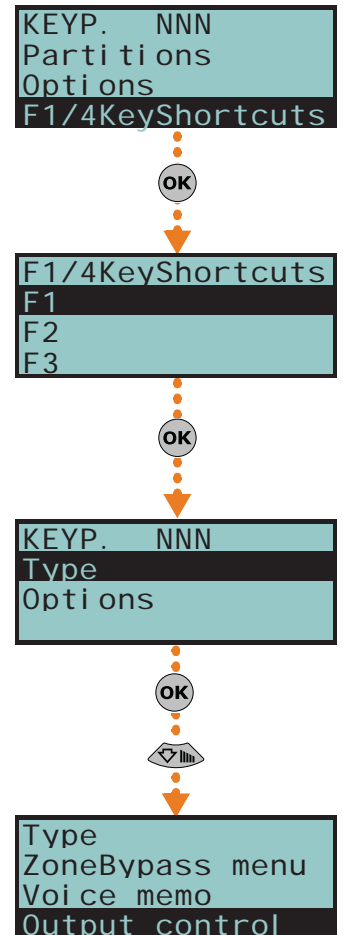 KEYP. NNN
Partitions
Options
F1/4KeyShortcuts
OK
F1/4KeyShortcuts
F1
F2
F3
OK
KEYP. NNN
Type
Options
OK
Type
ZoneBypass menu
Voice memo
Output control